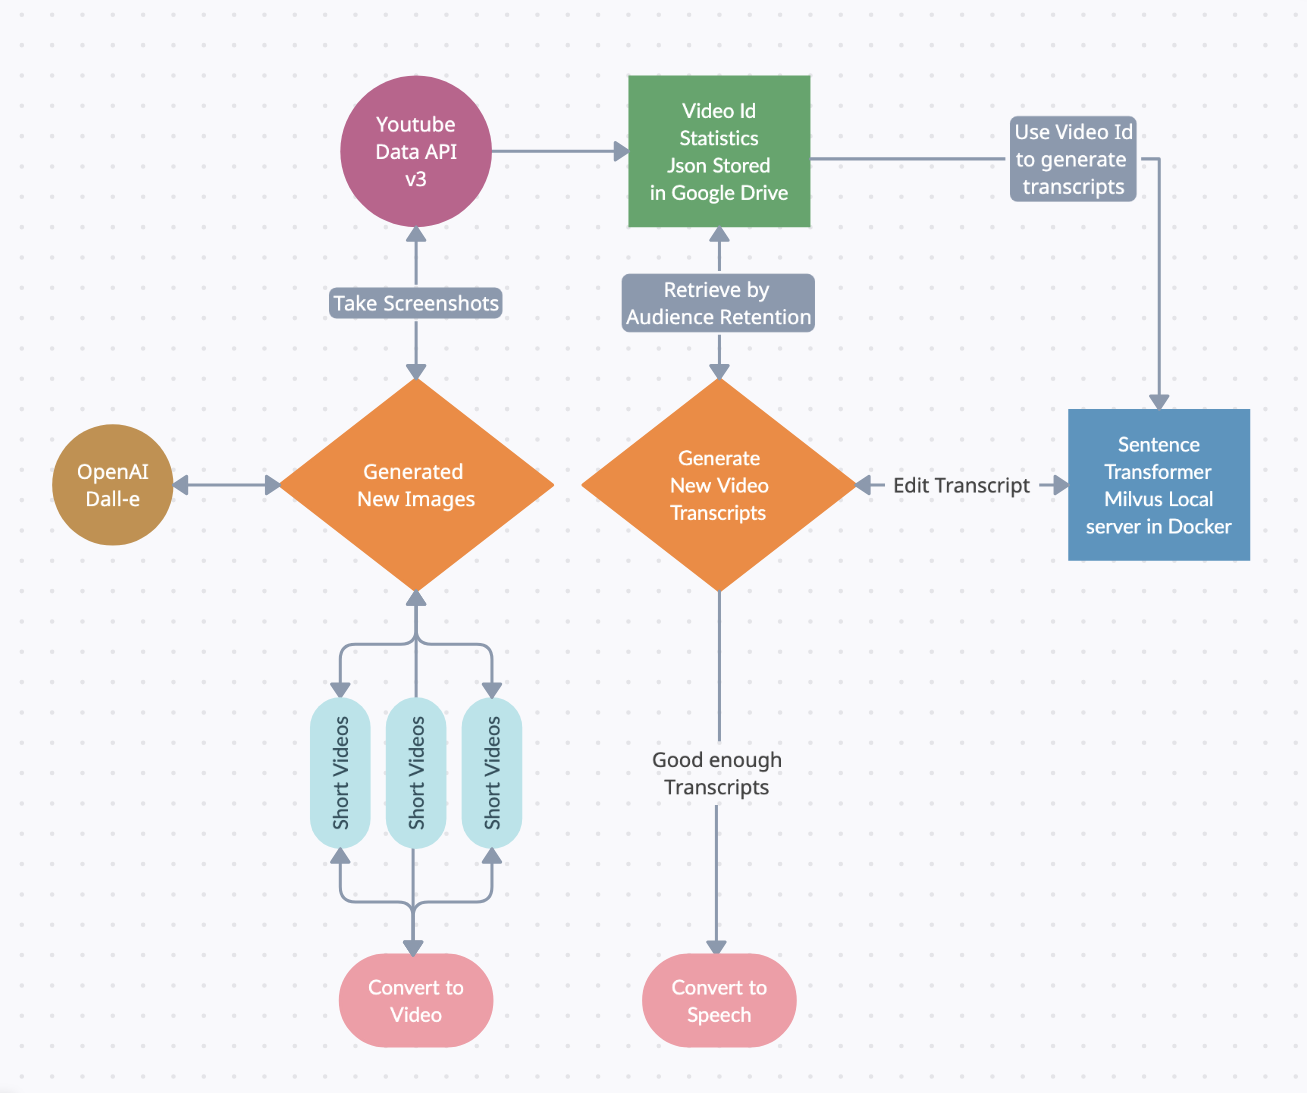 Youtube
Data API
v3
Video Id
Statistics
Json Stored
in Google Drive
Use Video Id
to generate
transcripts
Take Screenshots
Retrieve by
Audience Retention
OpenAI
Dall-e
Generated
New Images
Generate
New Video
Transcripts
Edit Transcript
Sentence
Transformer
Milvus Local
server in Docker
Short Videos
Short Videos
Short Videos
Good enough
Transcripts
Convert to
Video
Convert to
Speech